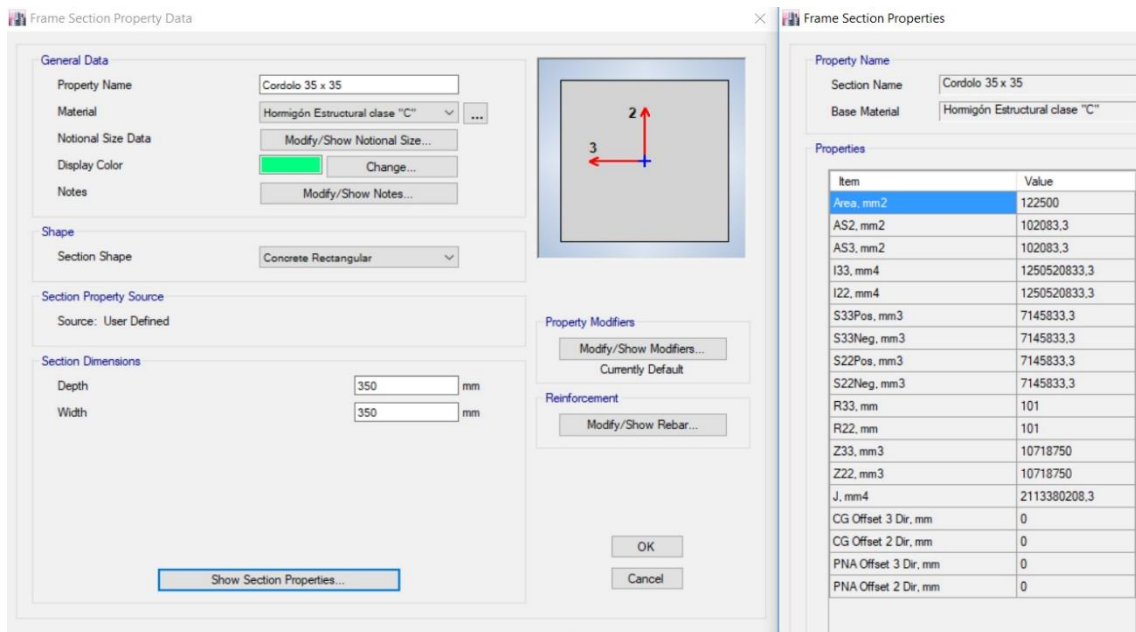 Frame Section Property Data
General Data
Property Name Cordolo 35 x 35
Material Hormigón Estructural clase "C" ...
Notional Size Data Modify/Show Notional Size...
Display Color Change...
Notes Modify/Show Notes...
Shape
Section Shape Concrete Rectangular
Section Property Source
Source: User Defined
Section Dimensions
Depth 350 mm
Width 350 mm
Show Section Properties...
2
3
Property Modifiers
Modify/Show Modifiers...
Currently Default
Reinforcement
Modify/Show Rebar...
OK
Cancel
Frame Section Properties
Property Name
Section Name Cordolo 35 x 35
Base Material Hormigón Estructural clase "C"
Properties
Item Value
Area, mm2 122500
AS2, mm2 102083,3
AS3, mm2 102083,3
I33, mm4 1250520833,3
I22, mm4 1250520833,3
S33Pos, mm3 7145833,3
S33Neg, mm3 7145833,3
S22Pos, mm3 7145833,3
S22Neg, mm3 7145833,3
R33, mm 101
R22, mm 101
Z33, mm3 10718750
Z22, mm3 10718750
J, mm4 2113380208,3
CG Offset 3 Dir, mm 0
CG Offset 2 Dir, mm 0
PNA Offset 3 Dir, mm 0
PNA Offset 2 Dir, mm 0